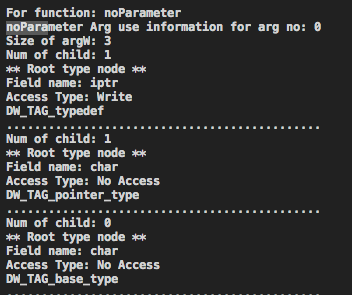 For function: noParameter
noParameter Arg use information for arg no: 0
Size of argW: 3
Num of child: 1
** Root type node **
Field name: iptr
Access Type: Write
DW_TAG_typedef
.............................................
Num of child: 1
** Root type node **
Field name: char
Access Type: No Access
DW_TAG_pointer_type
.............................................
Num of child: 0
** Root type node **
Field name: char
Access Type: No Access
DW_TAG_base_type
.............................................